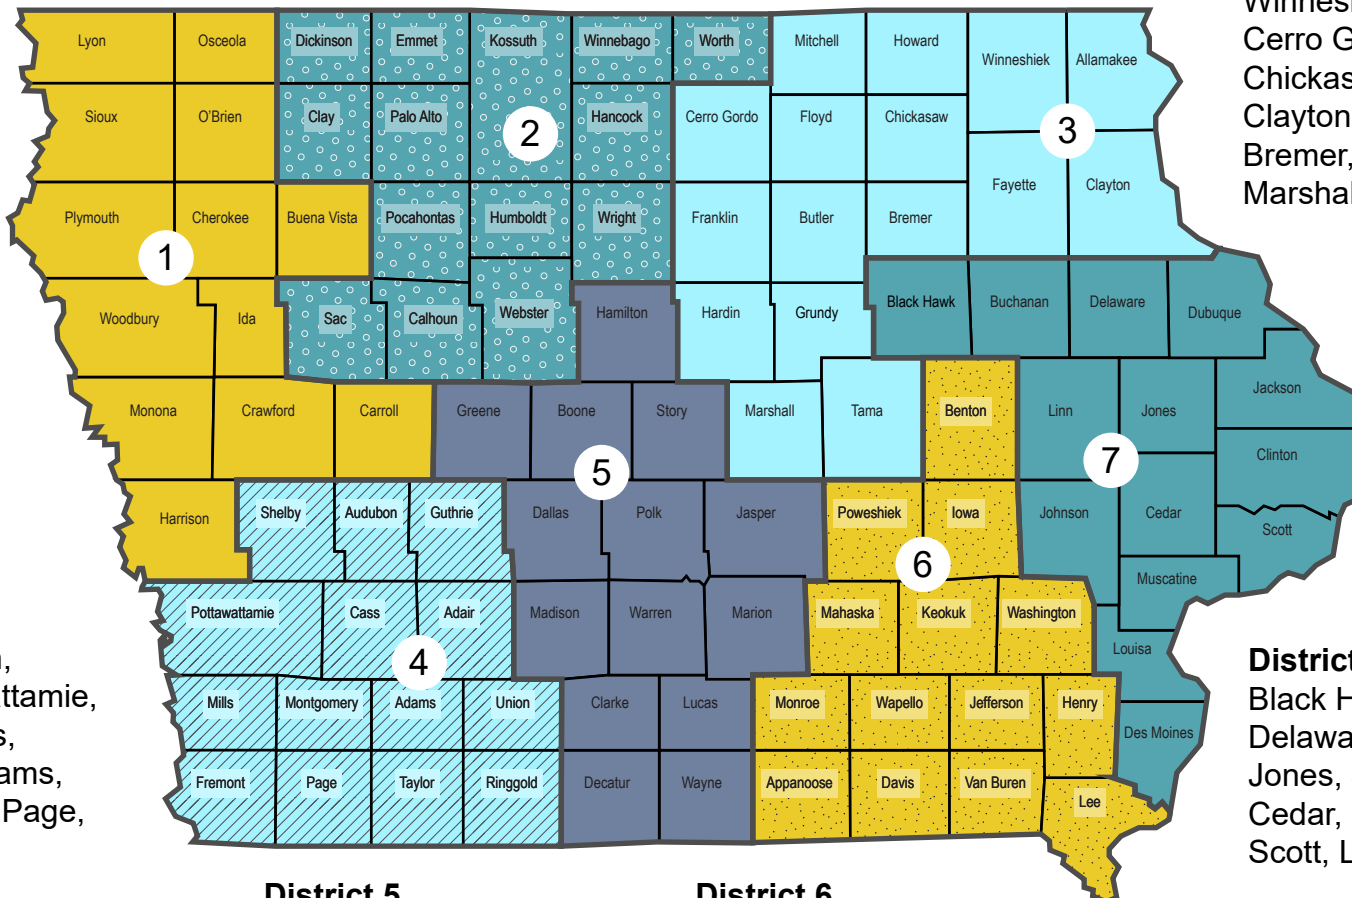 Winnesh
Cerro G
Chickas
Clayton
Bremer,
Marshal
Lyon
Osceola
Dickinson
Emmet
Kossuth
Winnebago
Worth
Mitchell
Howard
Winneshiek
Allamakee
Sioux
O'Brien
Clay
Palo Alto
2
Hancock
Cerro Gordo
Floyd
Chickasaw
3
Plymouth
Cherokee
Buena Vista
Pocahontas
Humboldt
Wright
Franklin
Butler
Bremer
Fayette
Clayton
1
Woodbury
Ida
Sac
Calhoun
Webster
Hamilton
Hardin
Grundy
Black Hawk
Buchanan
Delaware
Dubuque
Monona
Crawford
Carroll
Greene
Boone
Story
Marshall
Tama
Benton
Linn
Jones
Jackson
5
7
Clinton
Harrison
Shelby
Audubon
Guthrie
Dallas
Polk
Jasper
Poweshiek
Iowa
Johnson
Cedar
Scott
6
Muscatine
Pottawattamie
Cass
Adair
Madison
Warren
Marion
Mahaska
Keokuk
Washington
Louisa
4
Mills
Montgomery
Adams
Union
Clarke
Lucas
Monroe
Wapello
Jefferson
Henry
Des Moines
Fremont
Page
Taylor
Ringgold
Decatur
Wayne
Appanoose
Davis
Van Buren
Lee
,
ttamie,
s,
ams,
Page,
District
Black H
Delawa
Jones,
Cedar,
Scott, L
District 5
District 6